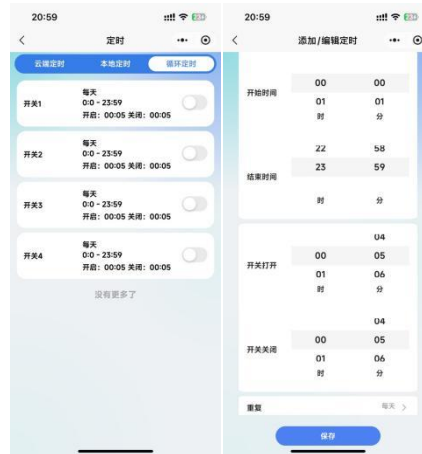 20:59
定时
云端定时
本地定时
循环定时
开关1
每天
0:0 - 23:59
开启: 00:05 关闭: 00:05
开关2
每天
0:0 - 23:59
开启: 00:05 关闭: 00:05
开关3
每天
0:0 - 23:59
开启: 00:05 关闭: 00:05
开关4
每天
0:0 - 23:59
开启: 00:05 关闭: 00:05
没有更多了
20:59
添加/编辑定时
开始时间
00 00
01 01
时 分
结束时间
22 58
23 59
时 分
开关打开
04
00 05
01 06
时 分
开关关闭
04
00 05
01 06
时 分
重复
每天
保存